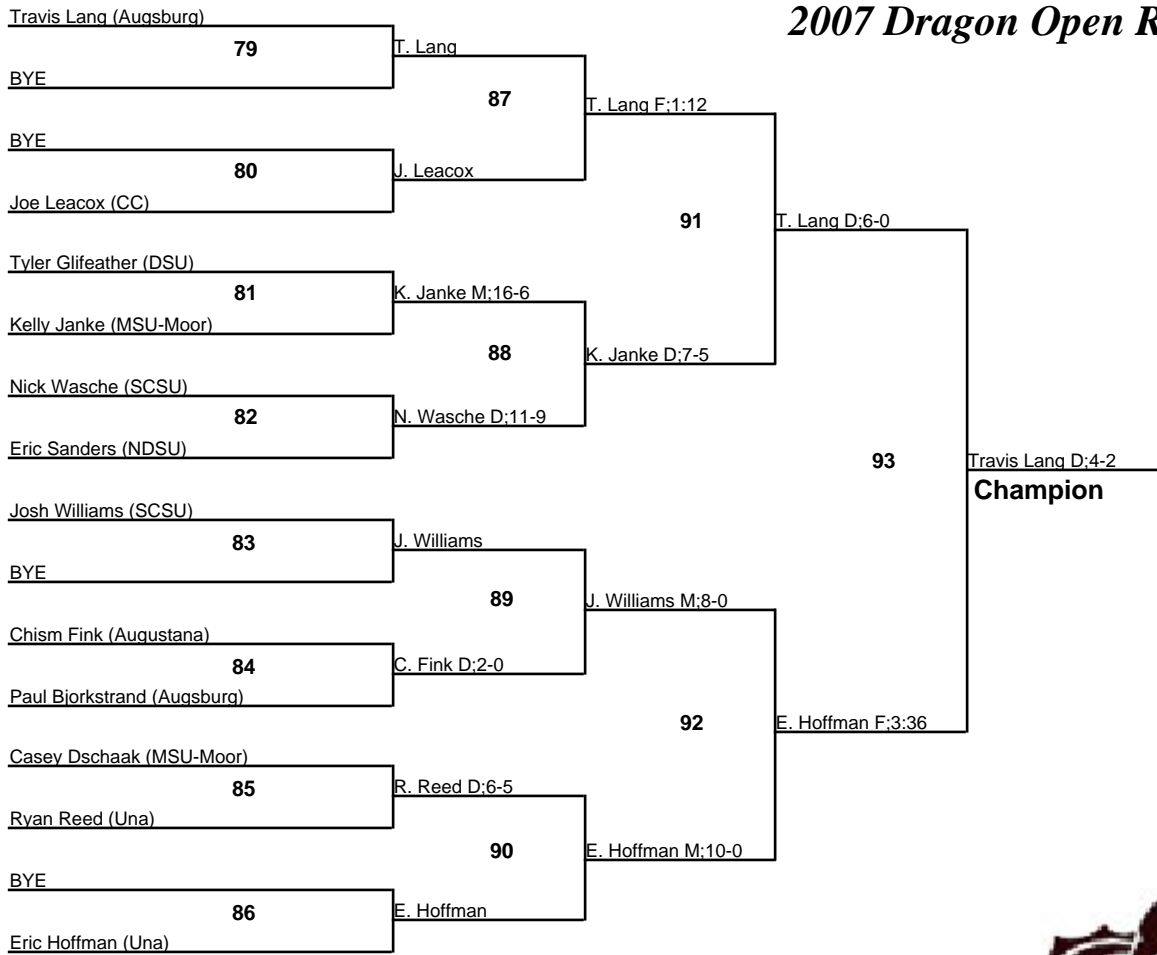 2007 Dragon Open R
Travis Lang (Augsburg)
79
BYE
T. Lang
87
BYE
80
Joe Leacox (CC)
J. Leacox
T. Lang F;1:12
91
Tyler Glifeather (DSU)
81
Kelly Janke (MSU-Moor)
K. Janke M;16-6
88
Nick Wasche (SCSU)
82
Eric Sanders (NDSU)
N. Wasche D;11-9
K. Janke D;7-5
T. Lang D;6-0
93
Travis Lang D;4-2
Champion
Josh Williams (SCSU)
83
BYE
J. Williams
89
Chism Fink (Augustana)
84
Paul Bjorkstrand (Augsburg)
C. Fink D;2-0
J. Williams M;8-0
92
Casey Dschaak (MSU-Moor)
85
Ryan Reed (Una)
R. Reed D;6-5
90
BYE
86
Eric Hoffman (Una)
E. Hoffman
E. Hoffman M;10-0
E. Hoffman F;3:36